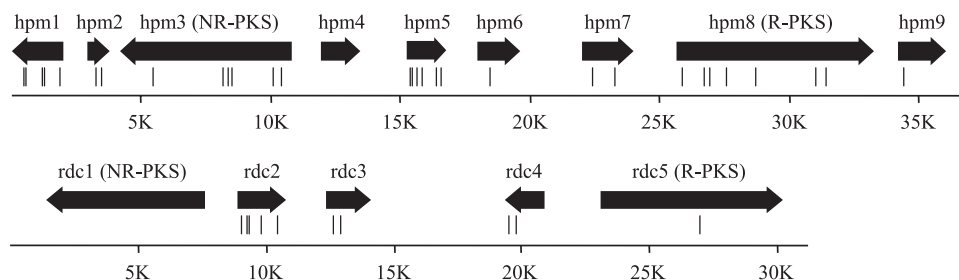 hpm1 hpm2 hpm3 (NR-PKS) hpm4 hpm5 hpm6 hpm7 hpm8 (R-PKS) hpm9
5K 10K 15K 20K 25K 30K 35K
rdc1 (NR-PKS) rdc2 rdc3 rdc4 rdc5 (R-PKS)
5K 10K 15K 20K 25K 30K